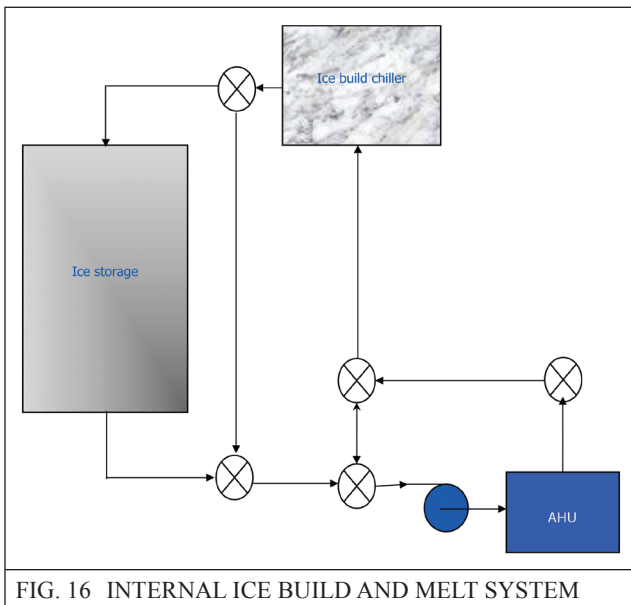 Ice build chiller
Ice storage
AHU
FIG. 16 INTERNAL ICE BUILD AND MELT SYSTEM